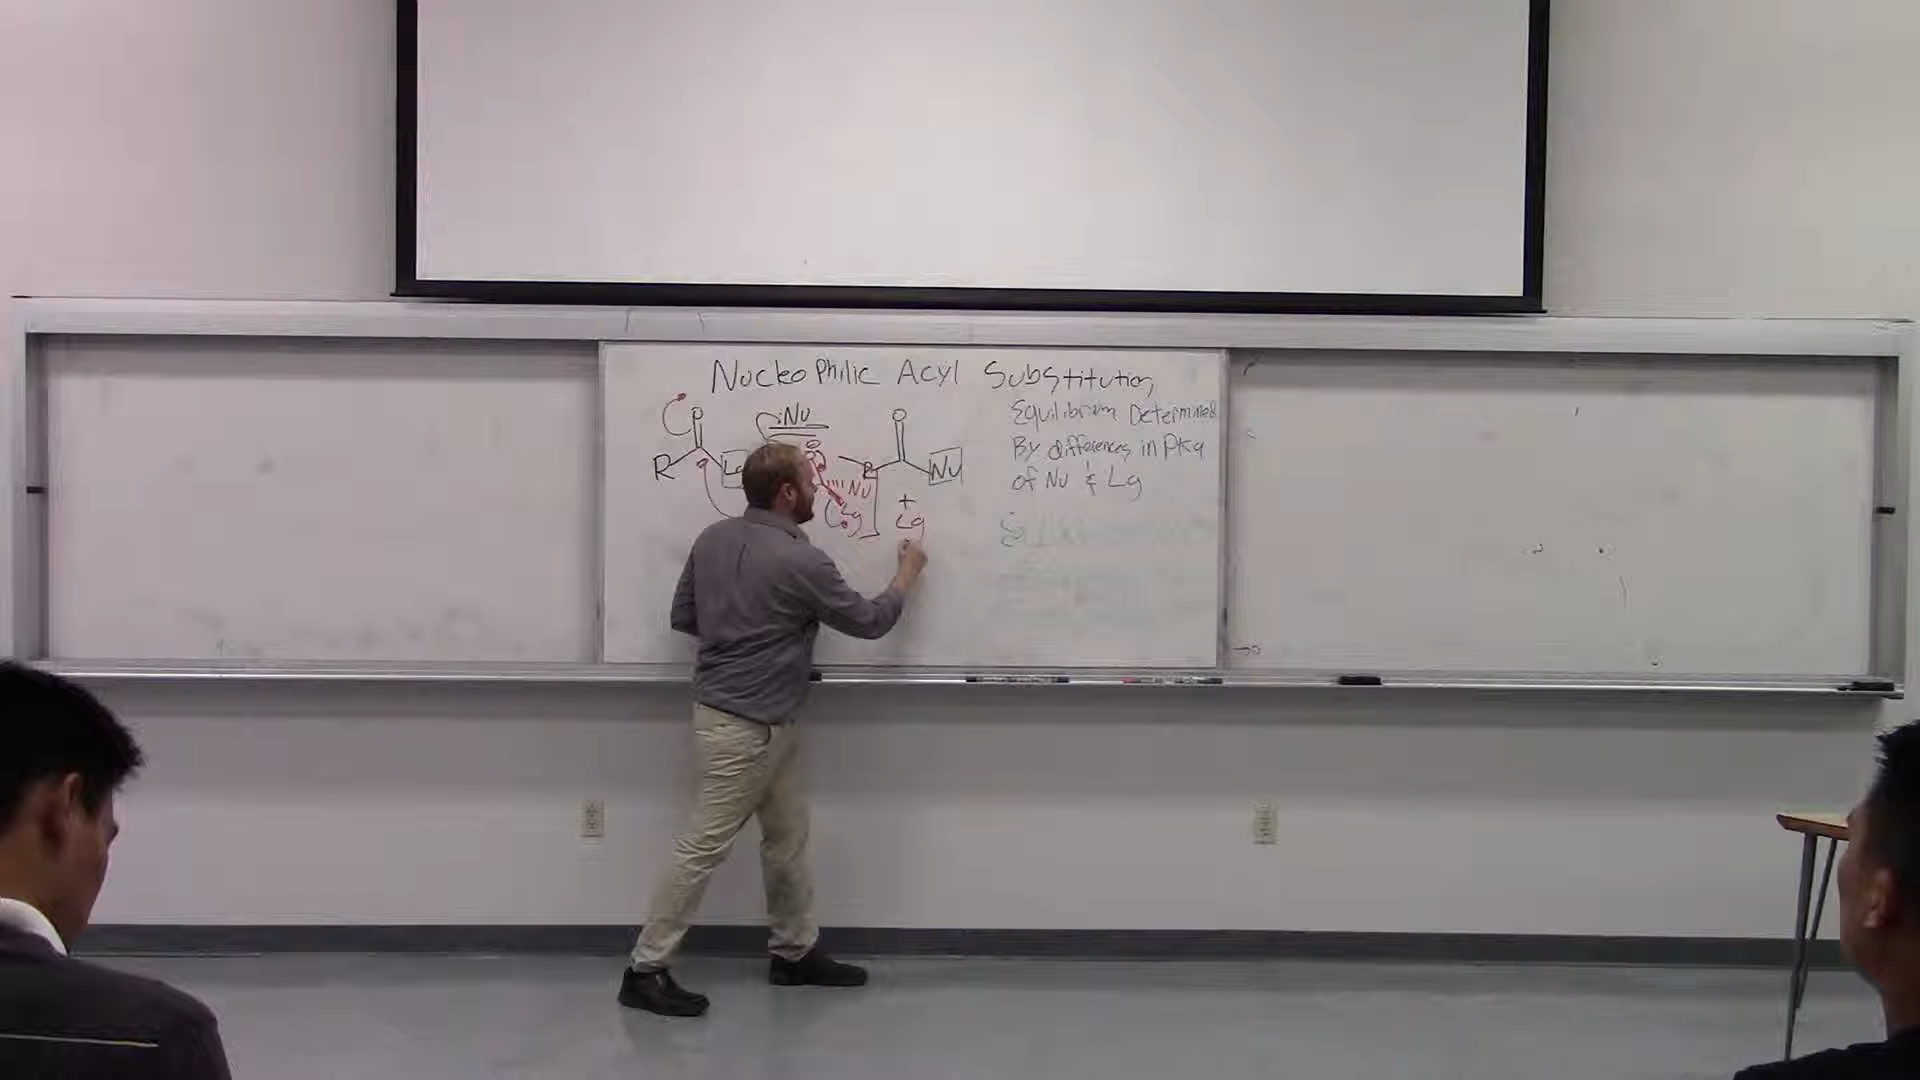 Nucleophilic Acyl Substitution
Equilibrium Determined
By differences in Pka
of Nu & Lg
O
:Nu
O
R
Lg
R
Nu
Nu
Lg
+
Lg